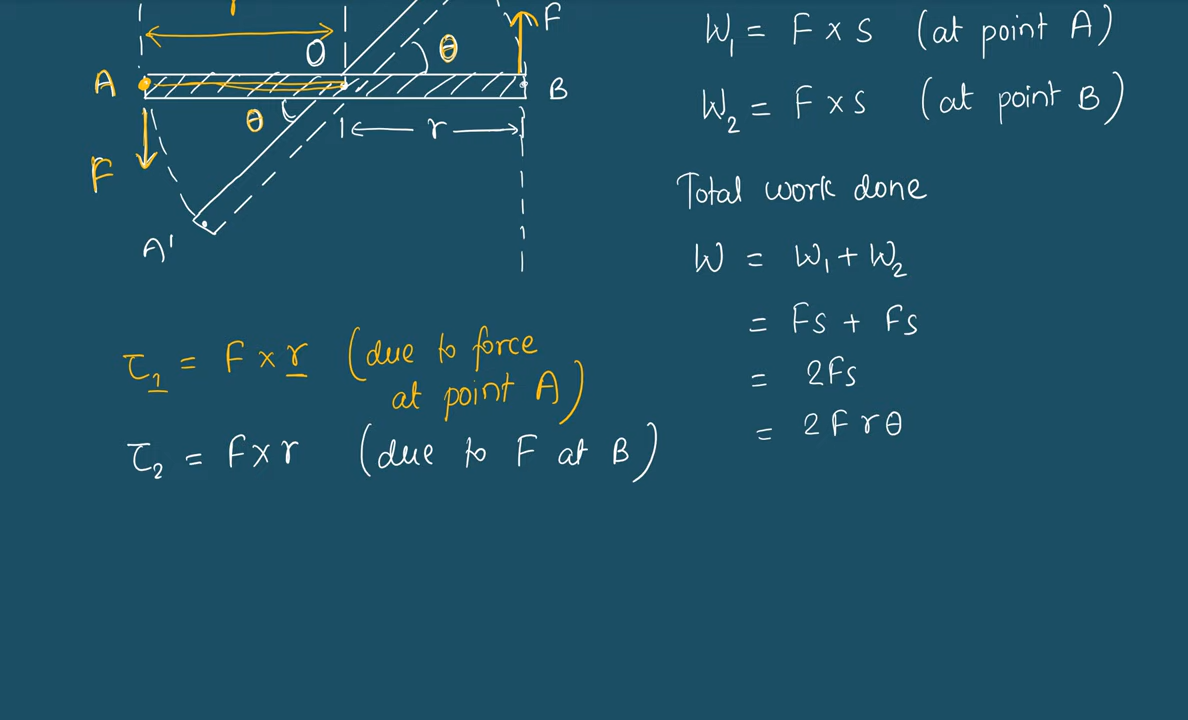 F
O
θ
A
B
θ
r
F
A'
τ₁ = F × r (due to force
at point A)
τ₂ = F × r (due to F at B)
W₁ = F × s (at point A)
W₂ = F × s (at point B)
Total work done
W = W₁ + W₂
= Fs + Fs
= 2Fs
= 2Frθ